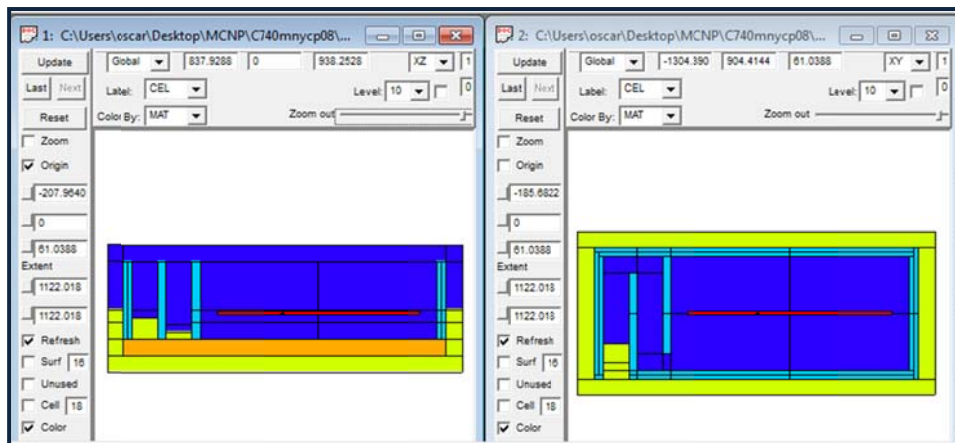 1: C:\Users\oscar\Desktop\MCNP\C740mnycp08\...
Update Global 837.9288 0 938.2528 XZ 1
Last Next Label: CEL Level: 10 0
Reset Color By: MAT Zoom out
Zoom
Origin
-207.9640
0
61.0388
Extent
1122.018
1122.018
Refresh
Surf 16
Unused
Cell 18
Color
2: C:\Users\oscar\Desktop\MCNP\C740mnycp08\...
Update Global -1304.390 904.4144 61.0388 XY 1
Last Next Label: CEL Level: 10 0
Reset Color By: MAT Zoom out
Zoom
Origin
-185.6822
0
61.0388
Extent
1122.018
1122.018
Refresh
Surf 16
Unused
Cell 18
Color